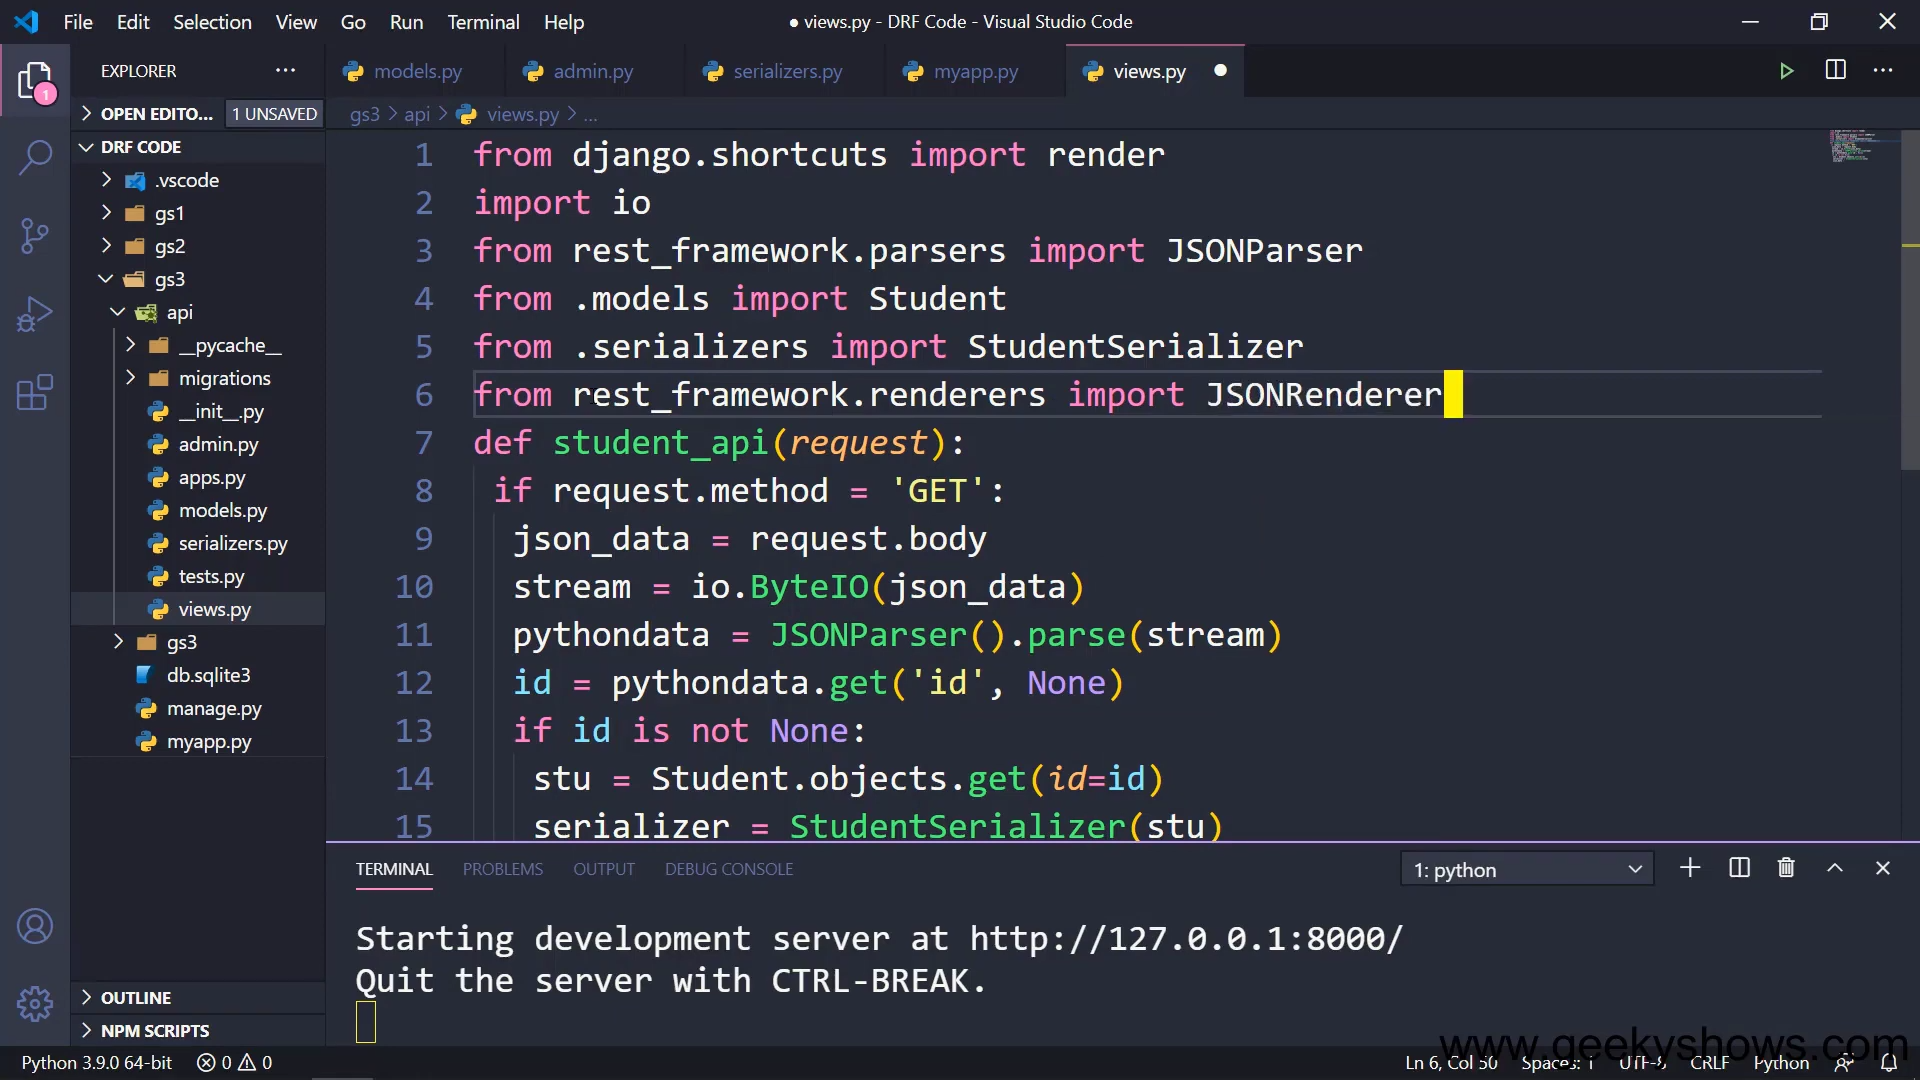 File Edit Selection View Go Run Terminal Help
● views.py - DRF Code - Visual Studio Code
EXPLORER
models.py
admin.py
serializers.py
myapp.py
views.py
1
OPEN EDITO...
1 UNSAVED
gs3 > api > views.py > ...
DRF CODE
.vscode
gs1
gs2
gs3
api
__pycache__
migrations
__init__.py
admin.py
apps.py
models.py
serializers.py
tests.py
views.py
gs3
db.sqlite3
manage.py
myapp.py
OUTLINE
NPM SCRIPTS
1 from django.shortcuts import render
2 import io
3 from rest_framework.parsers import JSONParser
4 from .models import Student
5 from .serializers import StudentSerializer
6 from rest_framework.renderers import JSONRenderer
7 def student_api(request):
8 if request.method = 'GET':
9 json_data = request.body
10 stream = io.ByteIO(json_data)
11 pythondata = JSONParser().parse(stream)
12 id = pythondata.get('id', None)
13 if id is not None:
14 stu = Student.objects.get(id=id)
15 serializer = StudentSerializer(stu)
TERMINAL PROBLEMS OUTPUT DEBUG CONSOLE
1: python
Starting development server at http://127.0.0.1:8000/
Quit the server with CTRL-BREAK.
www.geekyshows.com
Python 3.9.0 64-bit
0 0
Ln 6, Col 50
Spaces: 1
UTF-8
CRLF
Python